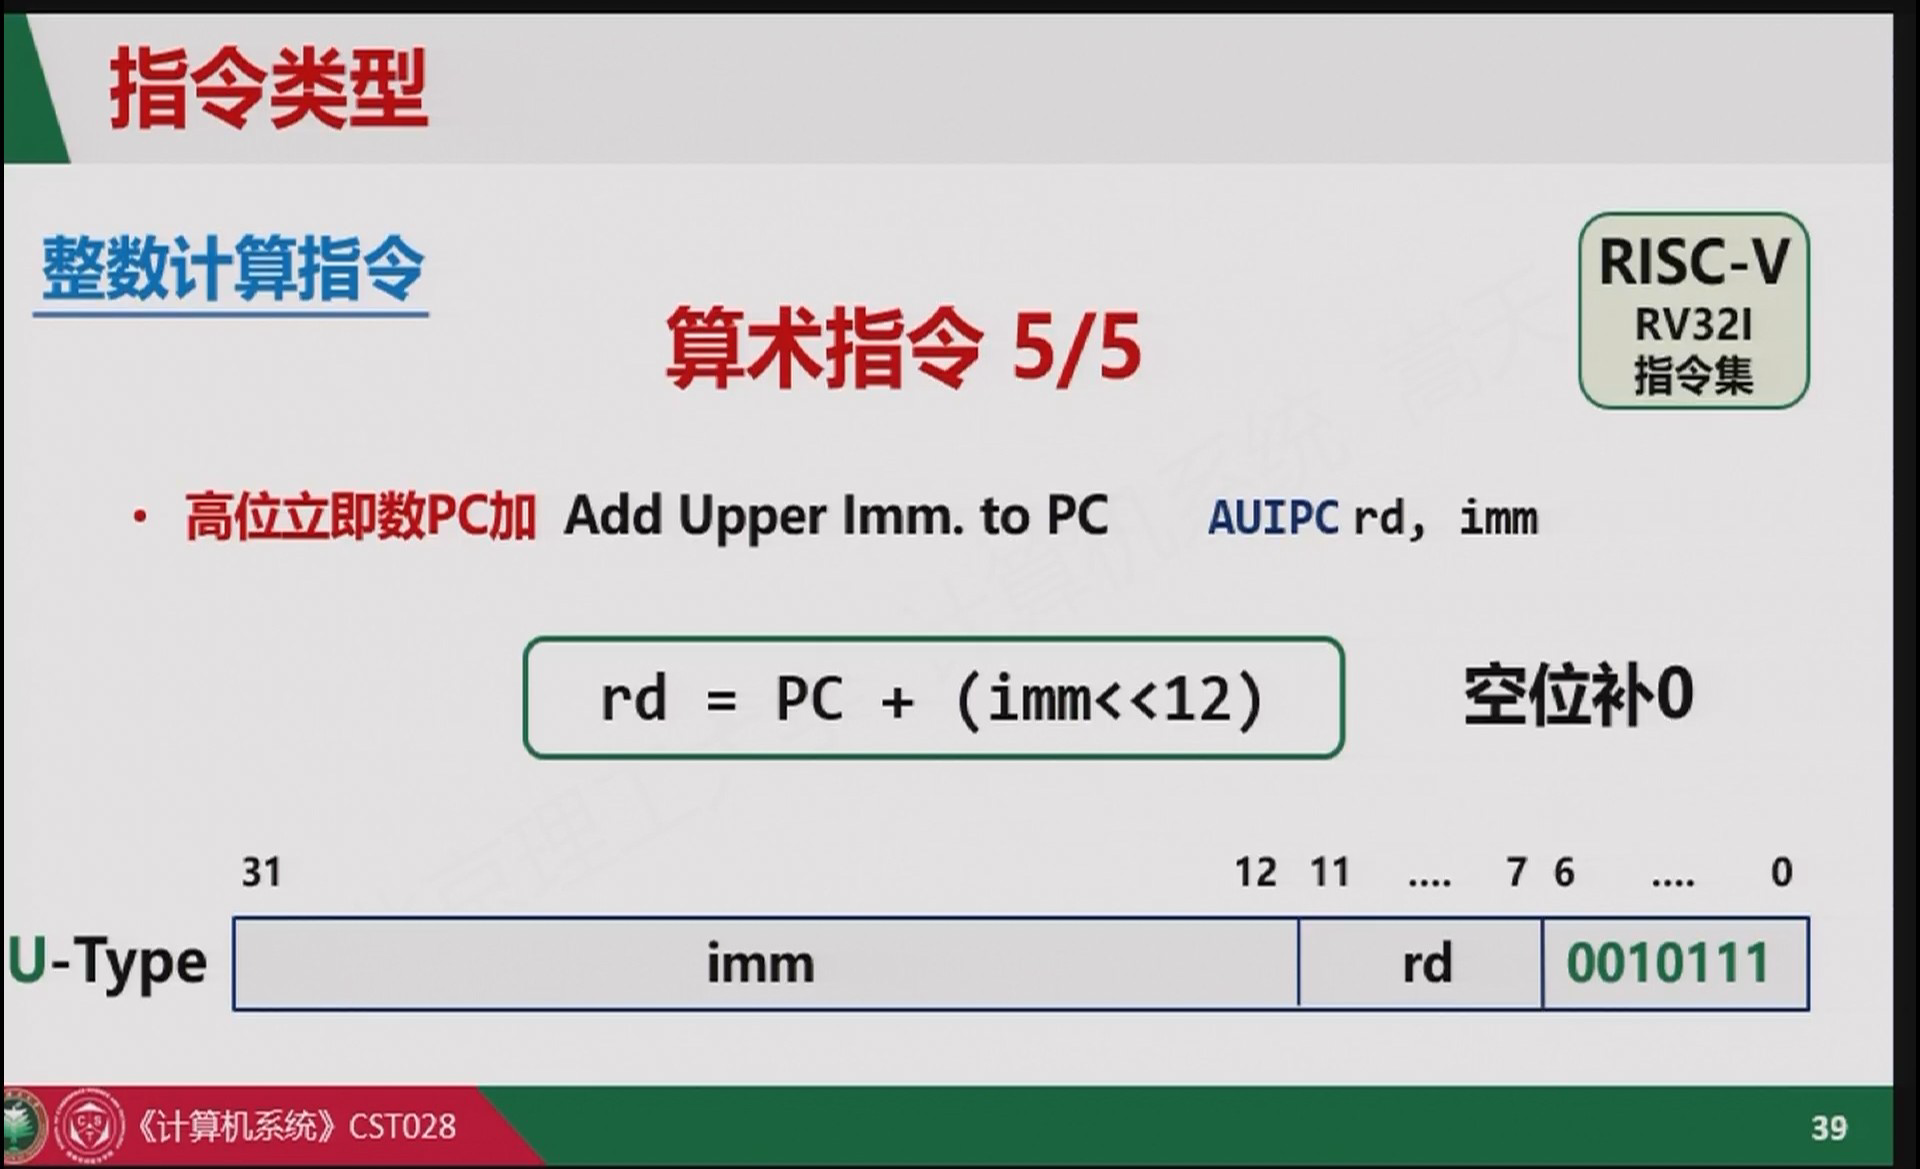 指令类型
整数计算指令
RISC-V
RV32I
指令集
算术指令 5/5
• 高位立即数PC加 Add Upper Imm. to PC AUIPC rd, imm
rd = PC + (imm<<12) 空位补0
31 12 11 .... 7 6 .... 0
U-Type imm rd 0010111
《计算机系统》CST028
39